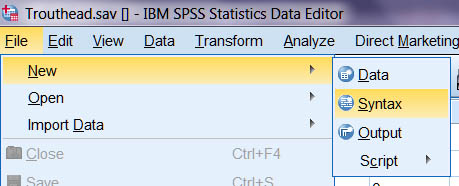 Trouthead.sav [] - IBM SPSS Statistics Data Editor
File Edit View Data Transform Analyze Direct Marketing
New
Open
Import Data
Close Ctrl+F4
Save Ctrl+S
Data
Syntax
Output
Script